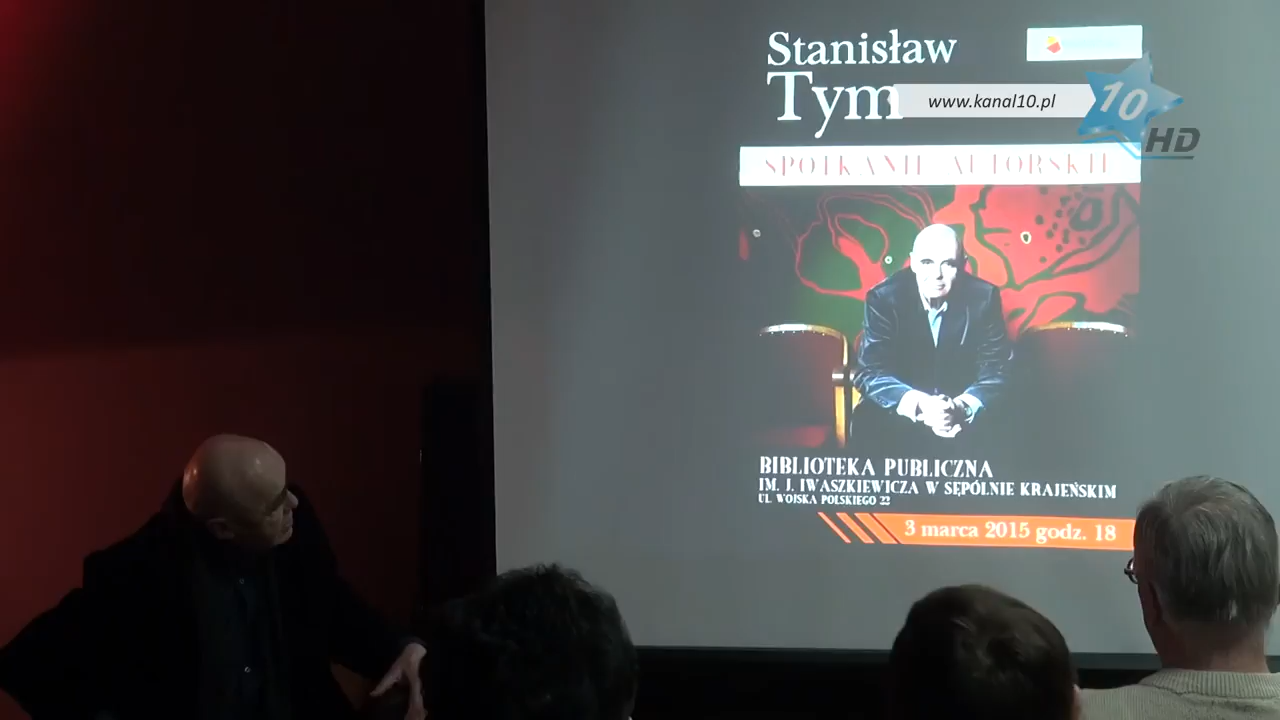 Stanisław
Tym
www.kanal10.pl
10
HD
SPOTKANIE AUTORSKIE
BIBLIOTEKA PUBLICZNA
IM. J. IWASZKIEWICZA W SĘPÓLNIE KRAJEŃSKIM
UL. WOJSKA POLSKIEGO 22
3 marca 2015 godz. 18